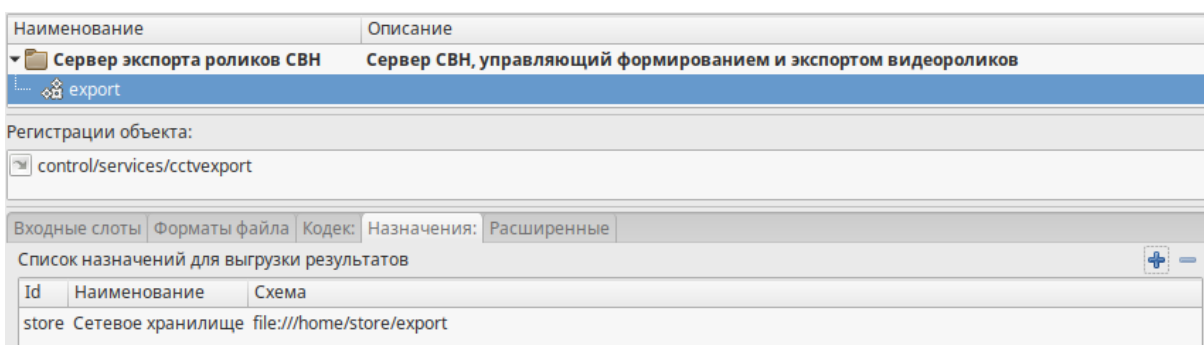 Наименование Описание
Сервер экспорта роликов СВН Сервер СВН, управляющий формированием и экспортом видеороликов
export
Регистрации объекта:
control/services/cctvexport
Входные слоты Форматы файла Кодек: Назначения: Расширенные
Список назначений для выгрузки результатов
Id Наименование Схема
store Сетевое хранилище file:///home/store/export